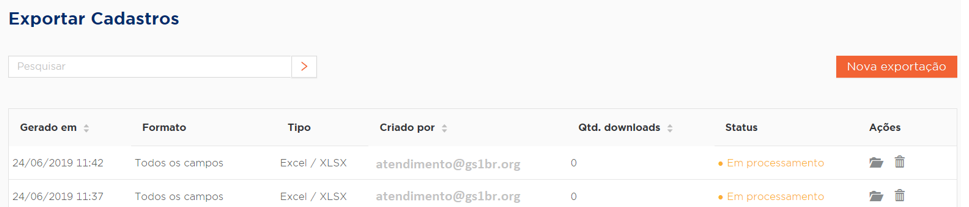 Exportar Cadastros
Pesquisar
Nova exportação
Gerado em Formato Tipo Criado por Qtd. downloads Status Ações
24/06/2019 11:42 Todos os campos Excel / XLSX atendimento@gs1br.org 0 Em processamento
24/06/2019 11:37 Todos os campos Excel / XLSX atendimento@gs1br.org 0 Em processamento